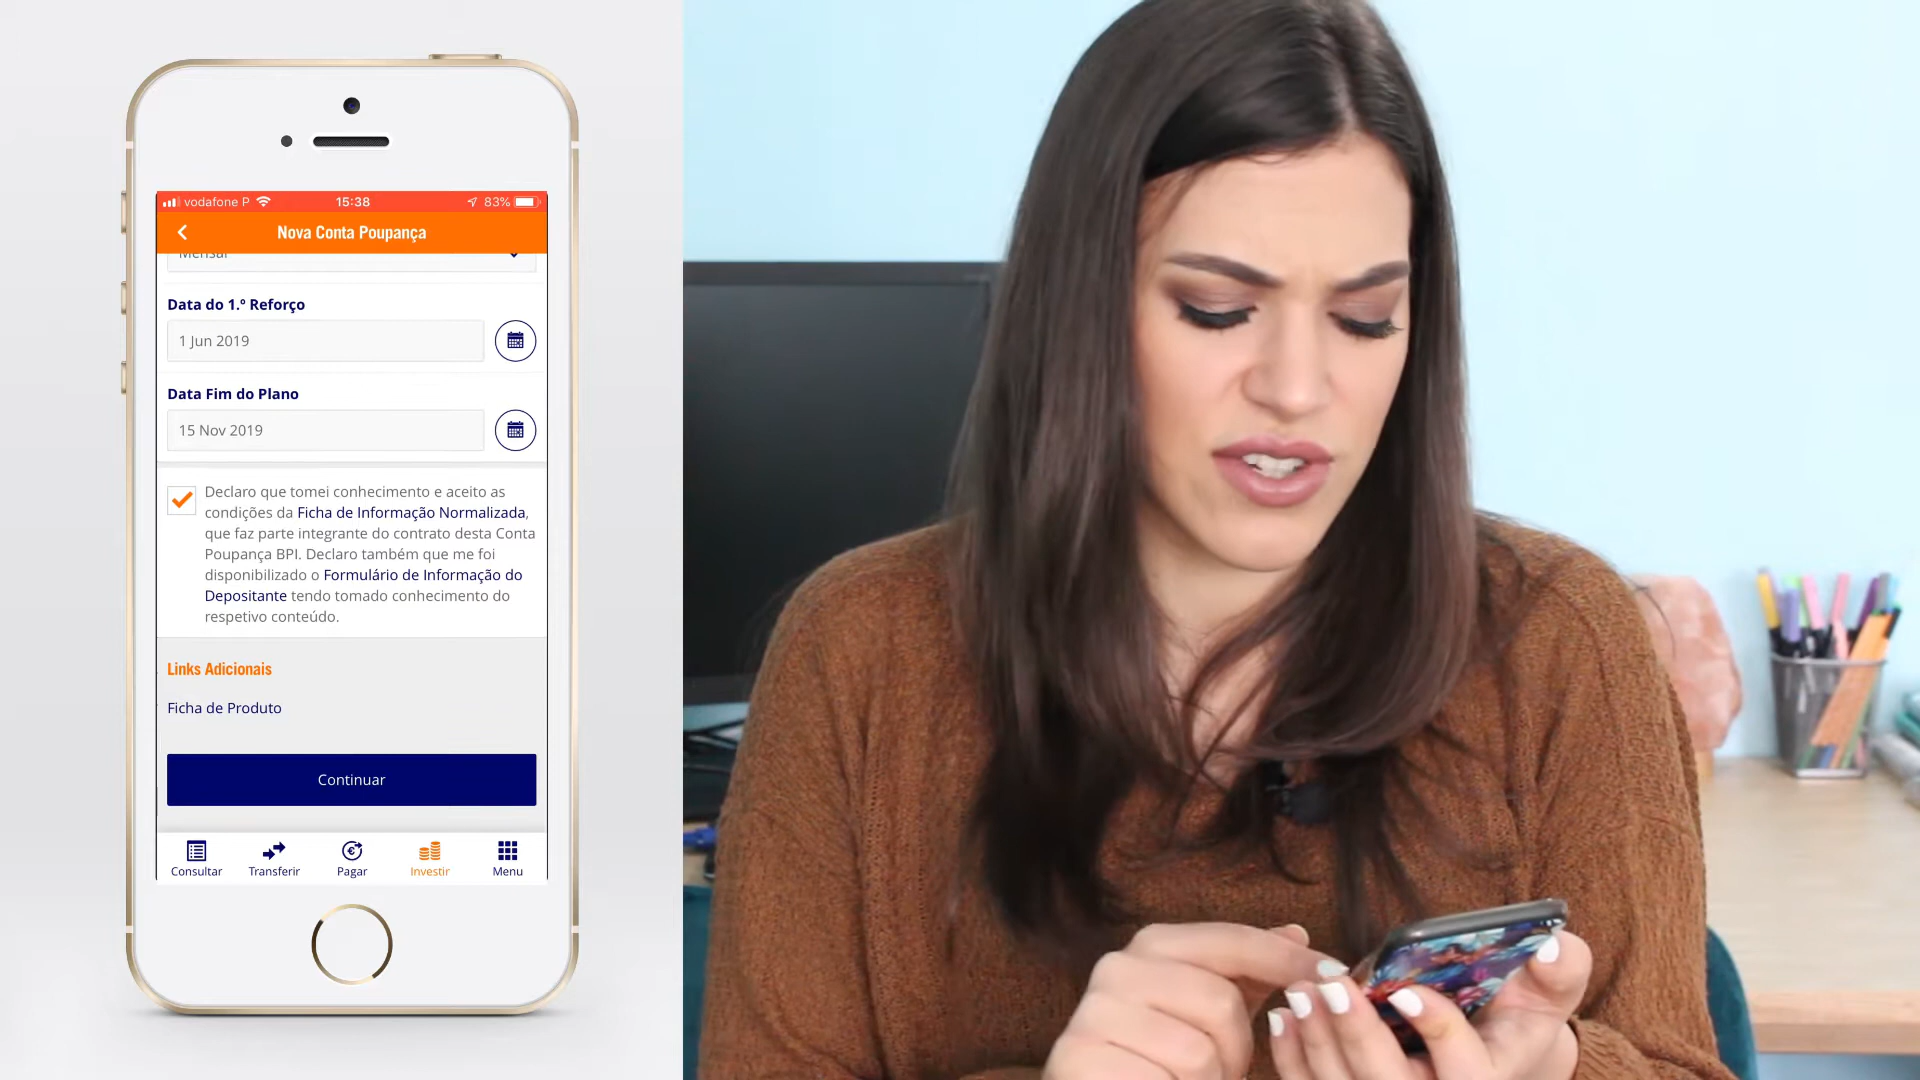 vodafone P 15:38 83%
Nova Conta Poupança
Mensal
Data do 1.º Reforço
1 Jun 2019
Data Fim do Plano
15 Nov 2019
Declaro que tomei conhecimento e aceito as
condições da Ficha de Informação Normalizada,
que faz parte integrante do contrato desta Conta
Poupança BPI. Declaro também que me foi
disponibilizado o Formulário de Informação do
Depositante tendo tomado conhecimento do
respetivo conteúdo.
Links Adicionais
Ficha de Produto
Continuar
Consultar Transferir Pagar Investir Menu